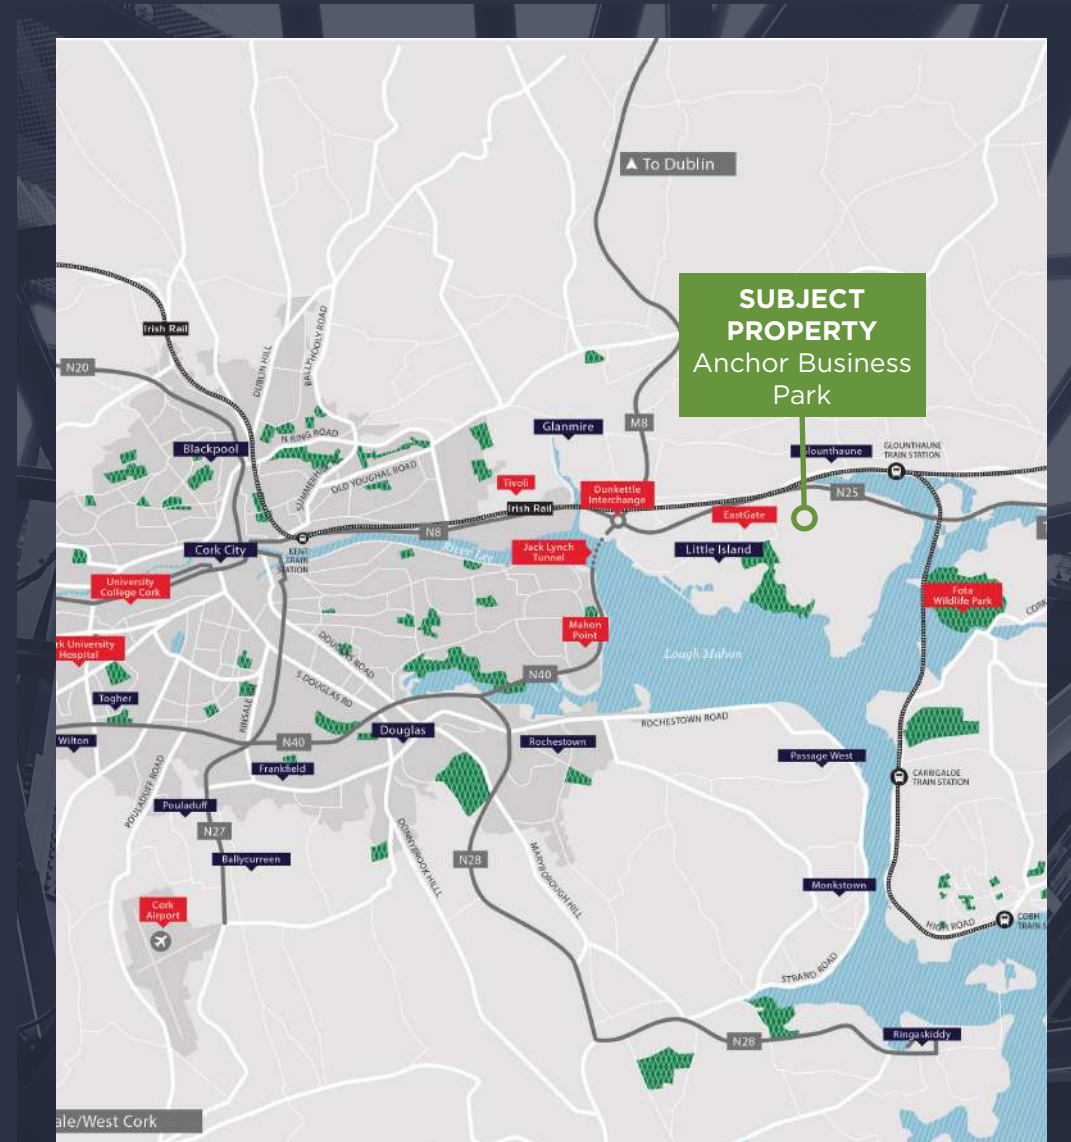 To Dublin
SUBJECT
PROPERTY
Anchor Business
Park
Irish Rail
N20
DUBLIN HILL
BALLYHOOLY ROAD
Blackpool
N RING ROAD
SUMMERHILL
OLD YOUGHAL ROAD
Glanmire
M8
Glounthaune
GLOUNTHAUNE
TRAIN STATION
Tivoli
Dunkettle
Interchange
N25
Irish Rail
EastGate
N8
Cork City
KENT
TRAIN
STATION
River Lee
Jack Lynch
Tunnel
Little Island
University
College Cork
Fota
Wildlife Park
CORK
Mahon
Point
rk University
Hospital
DOUGLAS ROAD
S DOUGLAS RD
Lough Mahon
N40
Togher
KINSALE
ROCHESTOWN ROAD
Wilton
N40
Douglas
Rochestown
Frankfield
Passage West
CARRIGALOE
TRAIN STATION
POULADUFF ROAD
Pouladuff
N27
Ballycurreen
DONNYBROOK HILL
N28
MARYBOROUGH HILL
Monkstown
Cork
Airport
HIGH ROAD
COBH
TRAIN S
STRAND ROAD
N28
Ringaskiddy
ale/West Cork